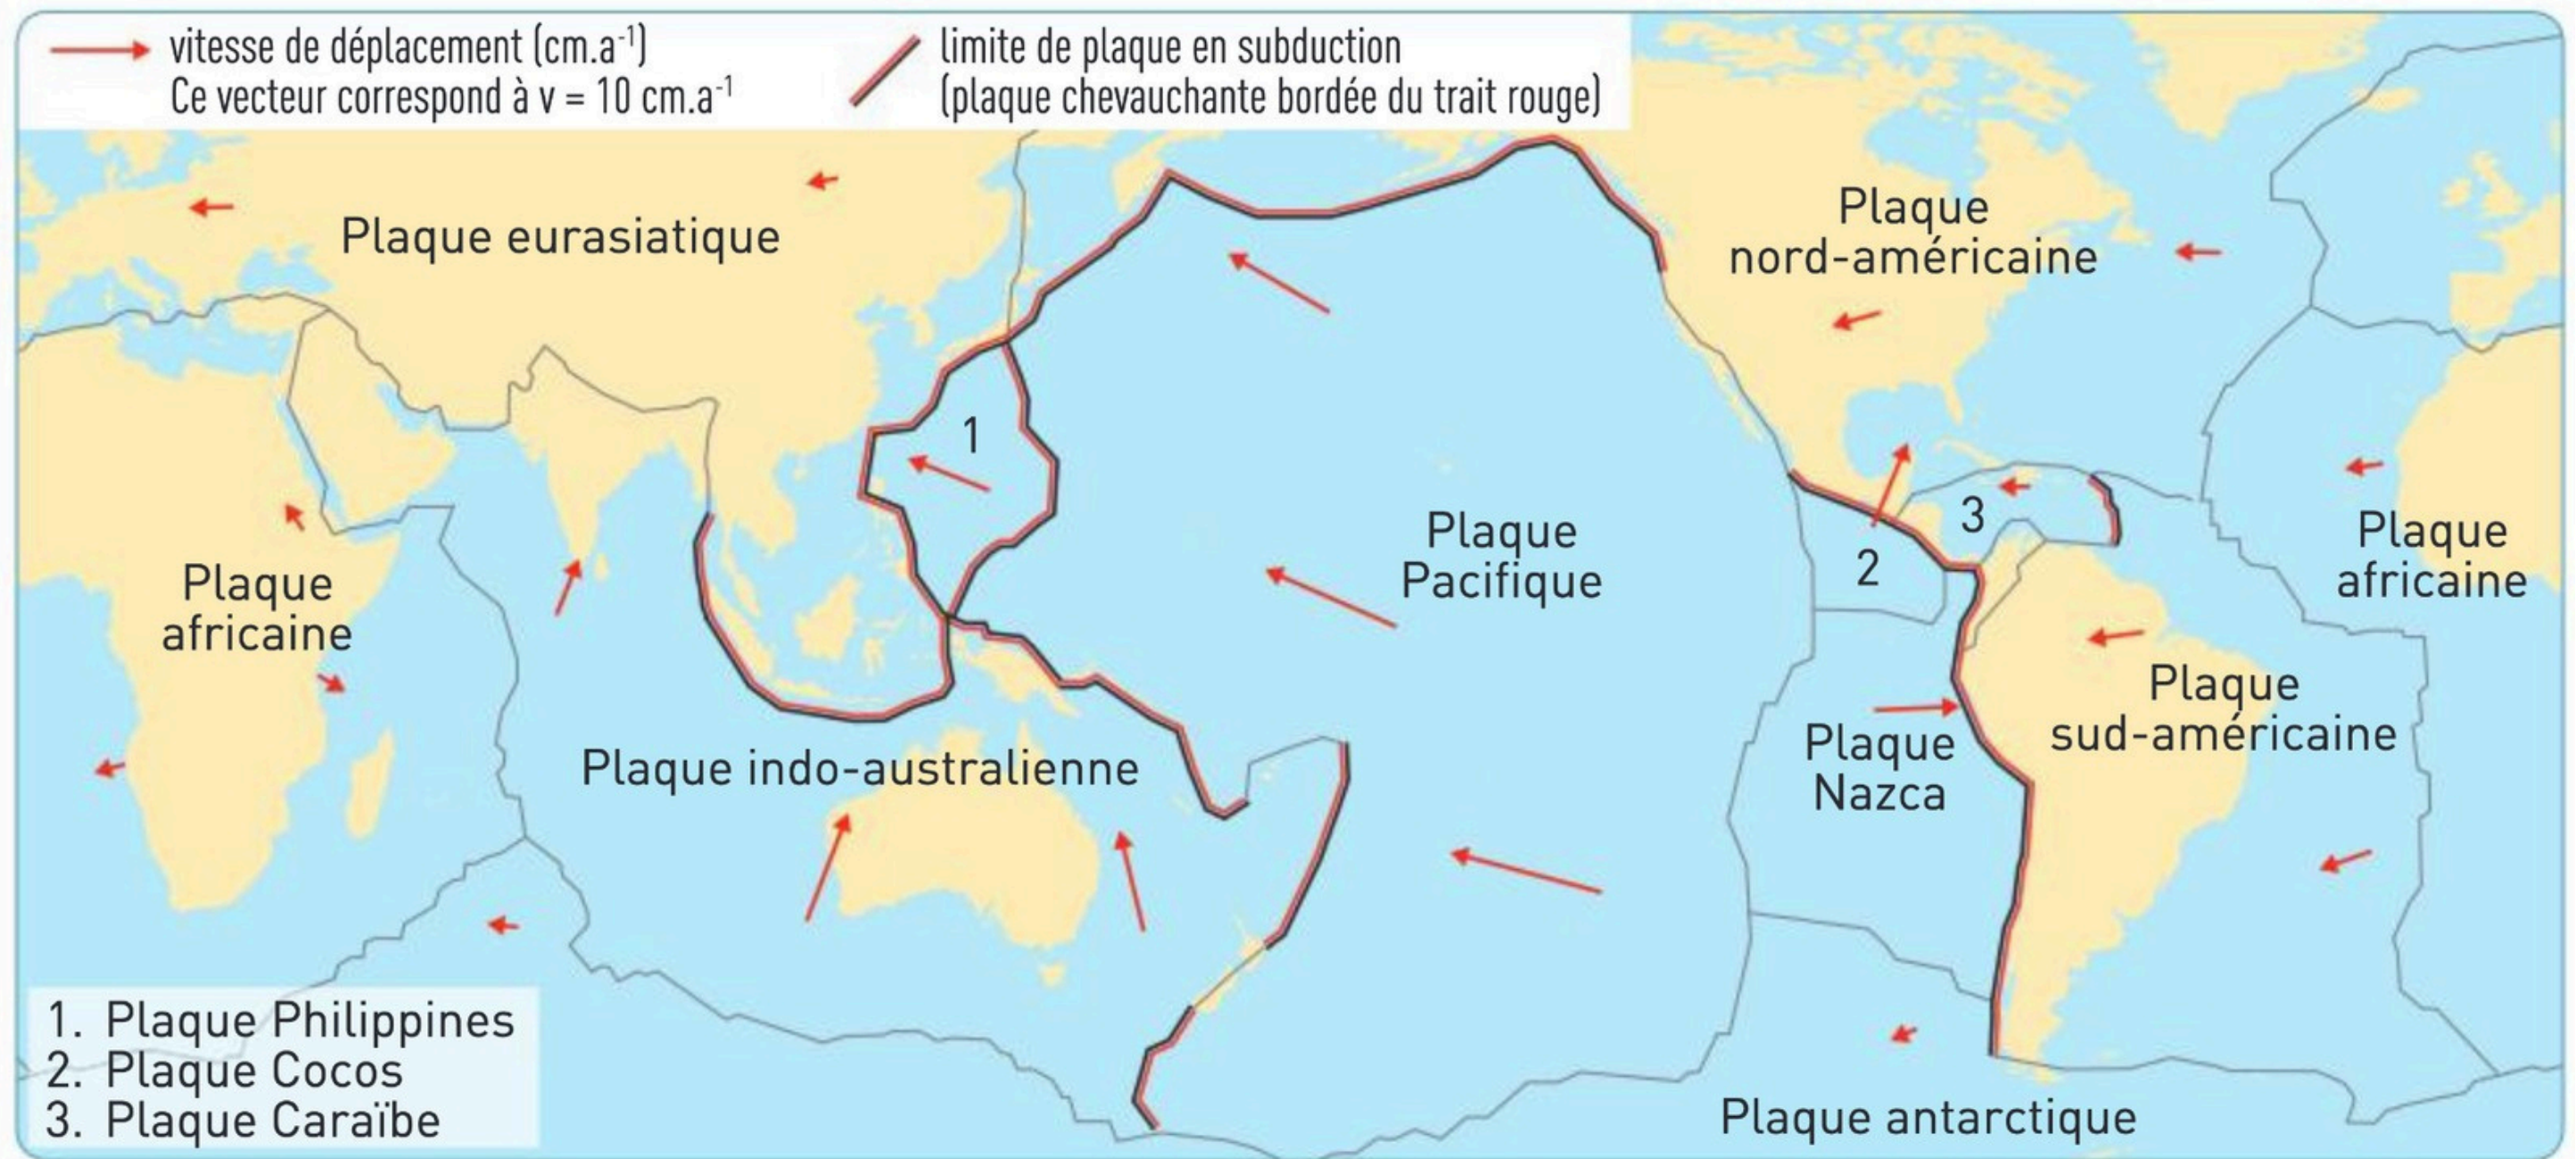 vitesse de déplacement (cm.a⁻¹)
Ce vecteur correspond à v = 10 cm.a⁻¹
limite de plaque en subduction
(plaque chevauchante bordée du trait rouge)
Plaque eurasiatique
Plaque
nord-américaine
1
Plaque
Pacifique
3
2
Plaque
africaine
Plaque
africaine
Plaque
sud-américaine
Plaque
Nazca
Plaque indo-australienne
1. Plaque Philippines
2. Plaque Cocos
3. Plaque Caraïbe
Plaque antarctique